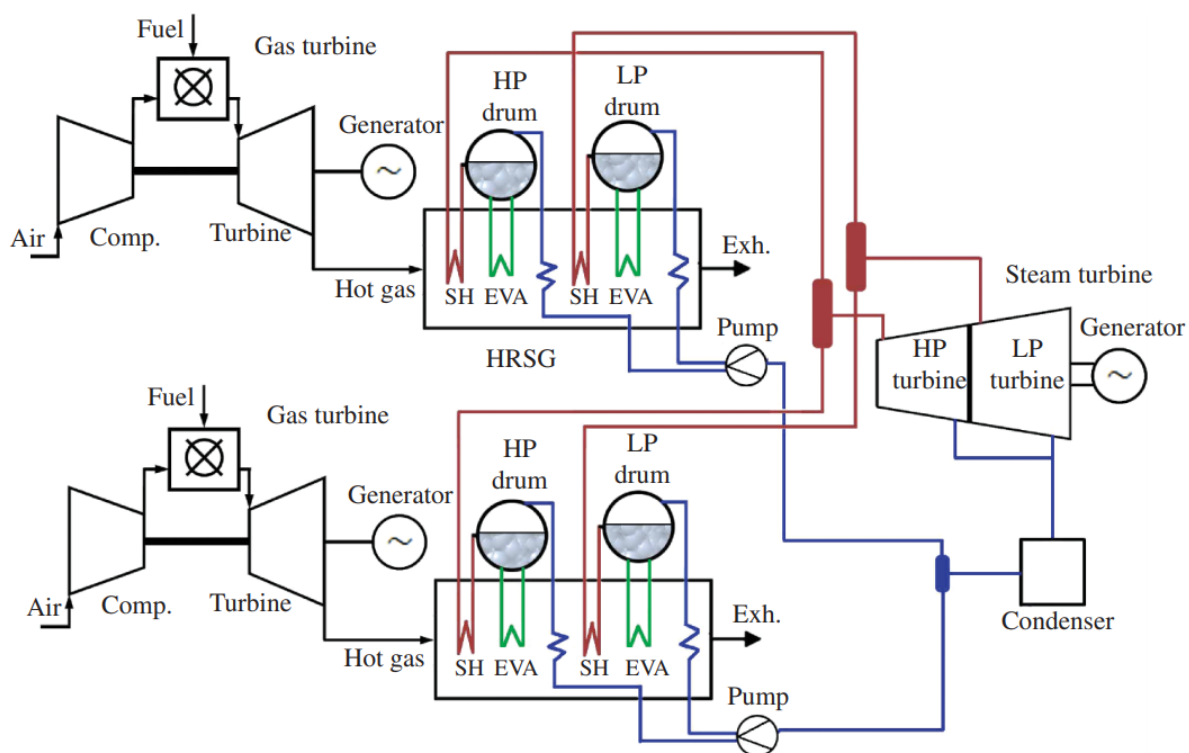 Fuel
Gas turbine
HP
drum
LP
drum
Generator
~
Air
Comp.
Turbine
Hot gas
SH
EVA
SH
EVA
Exh.
HRSG
Pump
Steam turbine
HP
turbine
LP
turbine
Generator
~
Fuel
Gas turbine
HP
drum
LP
drum
Generator
~
Air
Comp.
Turbine
Hot gas
SH
EVA
SH
EVA
Exh.
Pump
Condenser